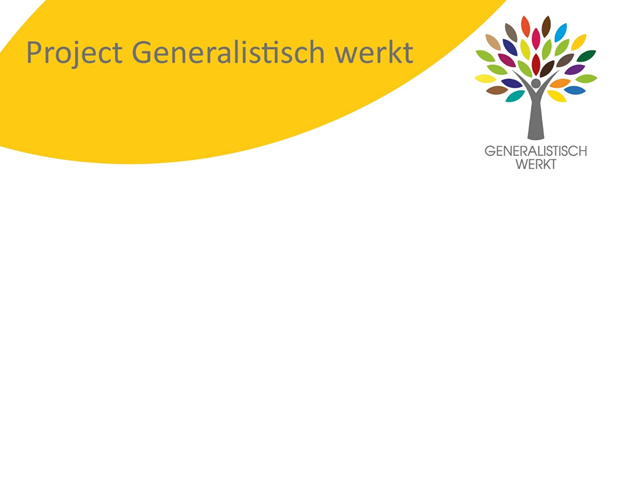 Project Generalistisch werkt
GENERALISTISCH
WERKT